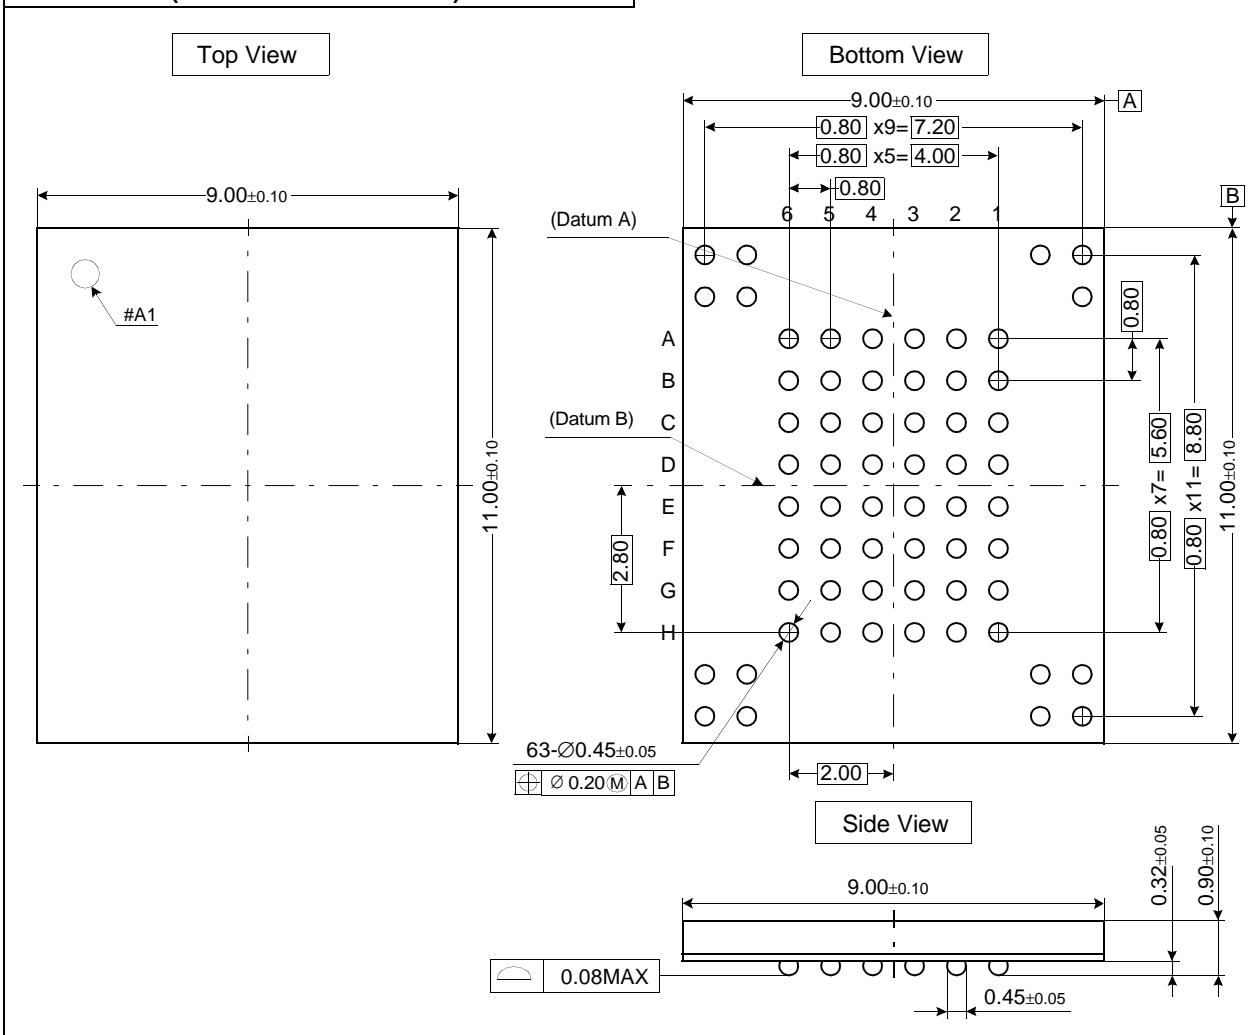 Top View
Bottom View
9.00±0.10
A
0.80 x9= 7.20
0.80 x5= 4.00
0.80
9.00±0.10
B
(Datum A)
6 5 4 3 2 1
#A1
0.80
A
B
(Datum B)
C
D
E
F
G
H
11.00±0.10
2.80
0.80 x7= 5.60
0.80 x11= 8.80
11.00±0.10
63-Ø0.45±0.05
Ø 0.20 Ⓜ A B
2.00
Side View
9.00±0.10
0.32±0.05
0.90±0.10
0.08MAX
0.45±0.05